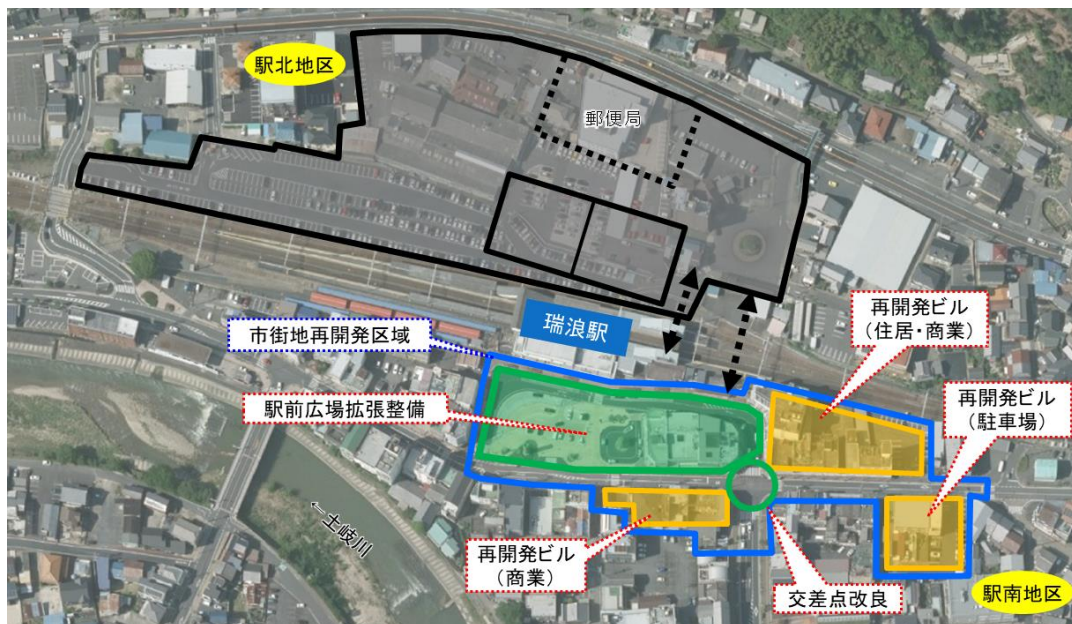 駅北地区
郵便局
瑞浪駅
市街地再開発区域
駅前広場拡張整備
再開発ビル
（住居・商業）
再開発ビル
（駐車場）
←土岐川
再開発ビル
（商業）
交差点改良
駅南地区